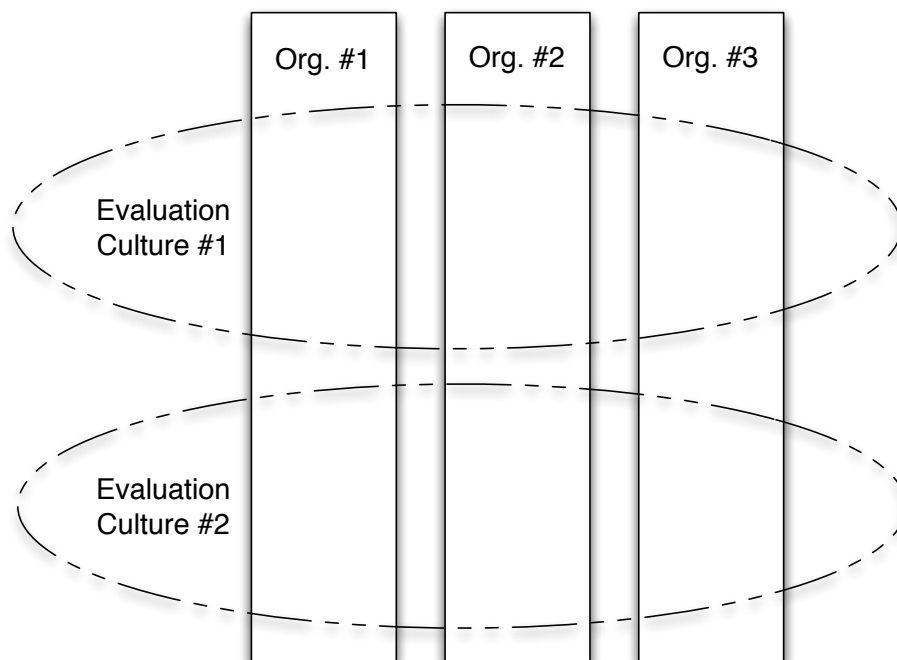 Org. #1
Org. #2
Org. #3
Evaluation
Culture #1
Evaluation
Culture #2